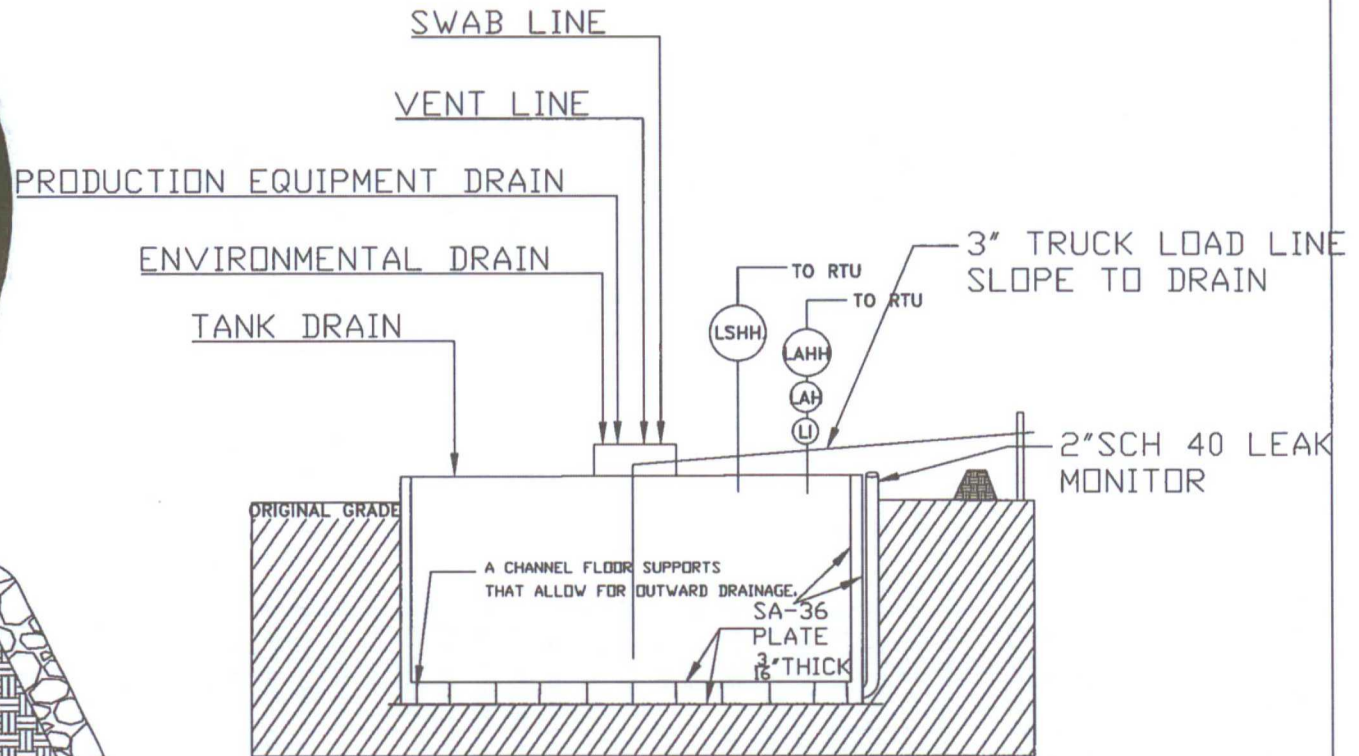 SWAB LINE
VENT LINE
PRODUCTION EQUIPMENT DRAIN
ENVIRONMENTAL DRAIN
TANK DRAIN
TO RTU
TO RTU
3" TRUCK LOAD LINE
SLOPE TO DRAIN
LSHH
LAHH
LAH
LI
2"SCH 40 LEAK
MONITOR
ORIGINAL GRADE
A CHANNEL FLOOR SUPPORTS
THAT ALLOW FOR OUTWARD DRAINAGE.
SA-36
PLATE
3/16" THICK